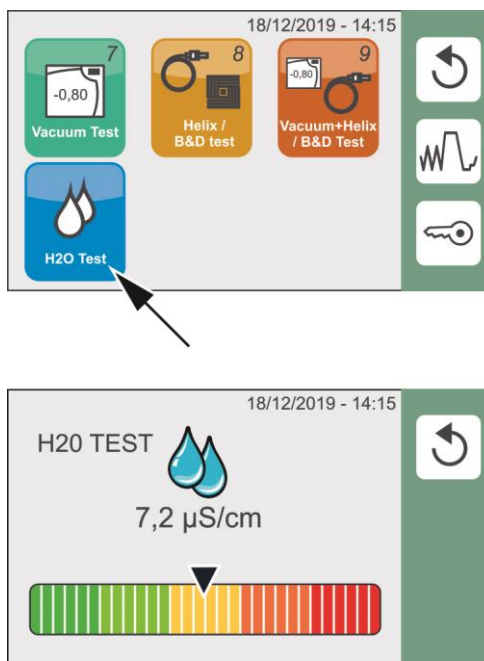 18/12/2019 - 14:15
7
-0,80
Vacuum Test
8
Helix /
B&D test
9
-0,80
Vacuum+Helix
/ B&D Test
H2O Test
18/12/2019 - 14:15
H20 TEST
7,2 µS/cm